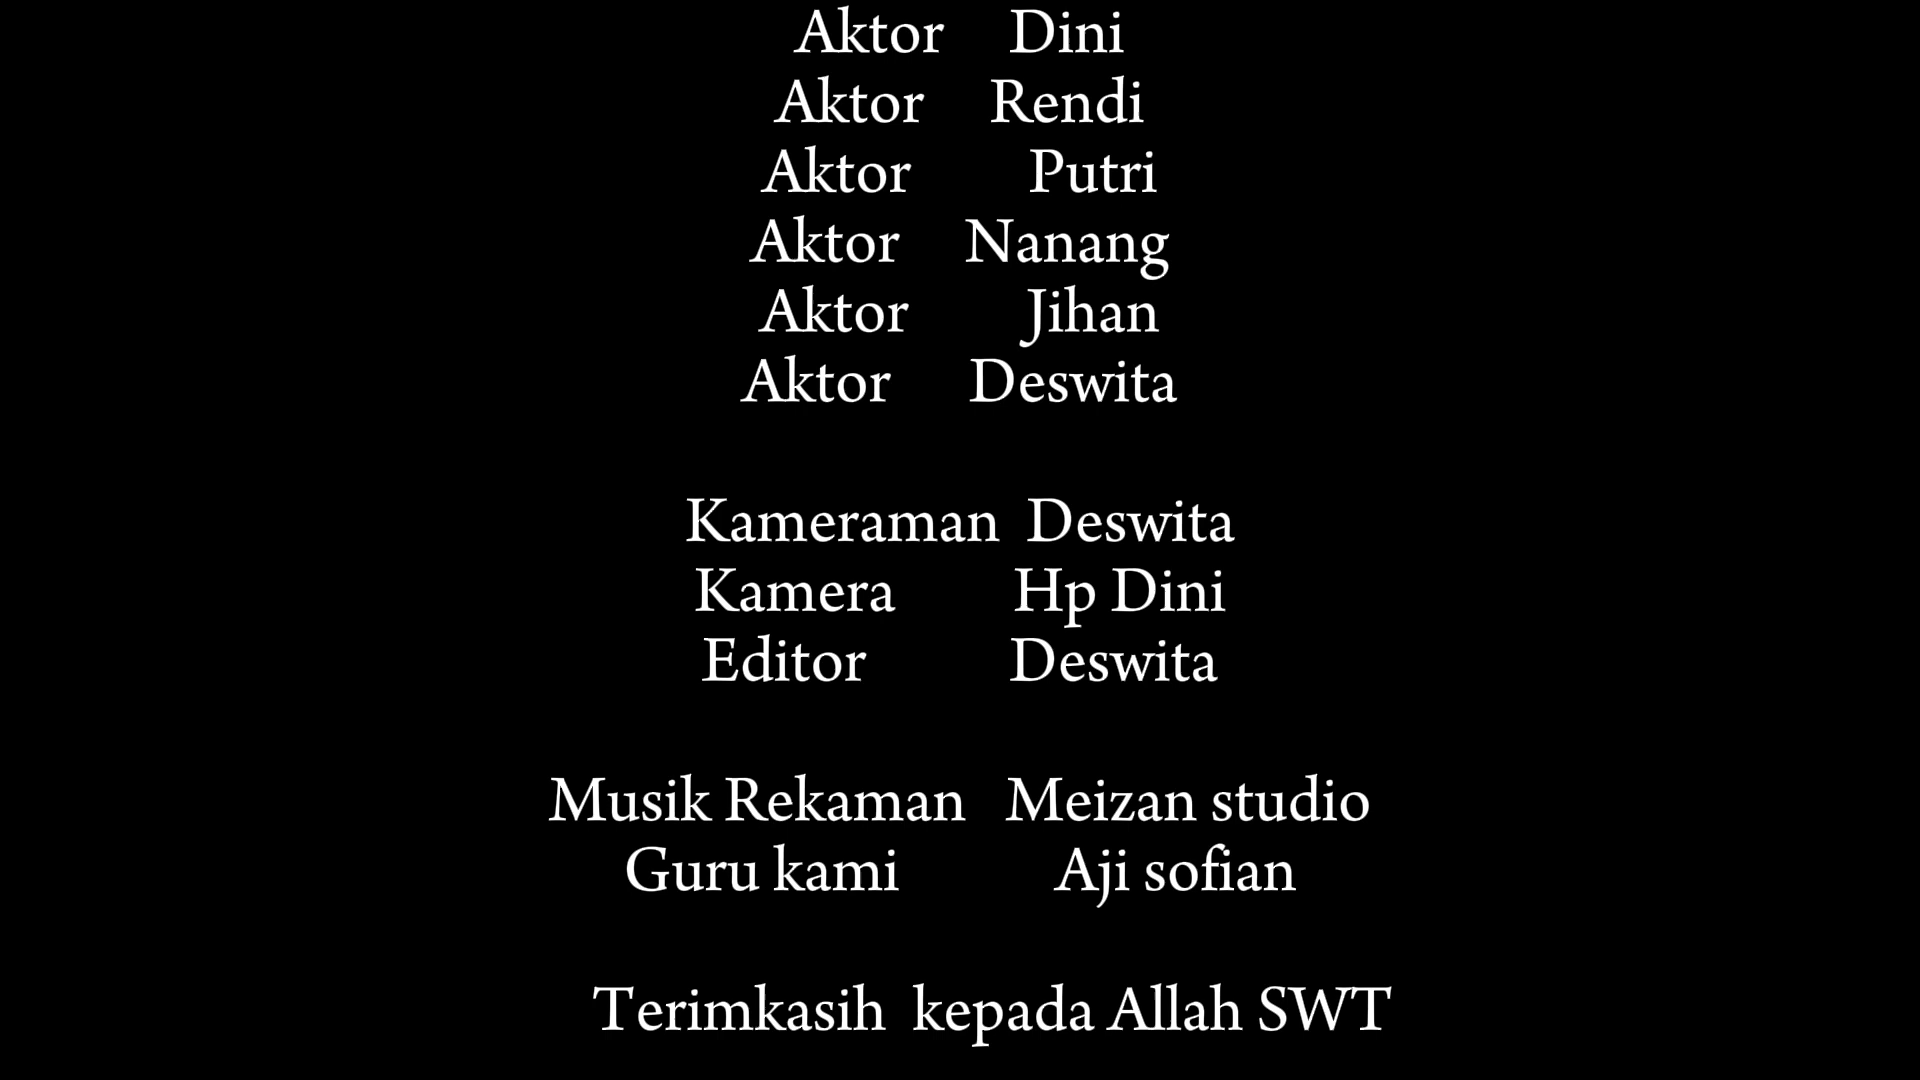 Aktor Dini
Aktor Rendi
Aktor Putri
Aktor Nanang
Aktor Jihan
Aktor Deswita
Kameraman Deswita
Kamera Hp Dini
Editor Deswita
Musik Rekaman Meizan studio
Guru kami Aji sofian
Terimkasih kepada Allah SWT